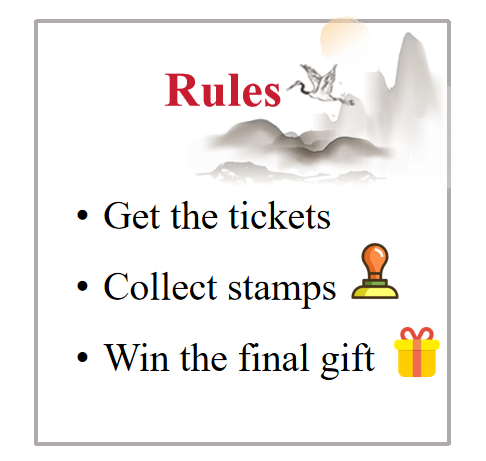 Rules
• Get the tickets
• Collect stamps
• Win the final gift